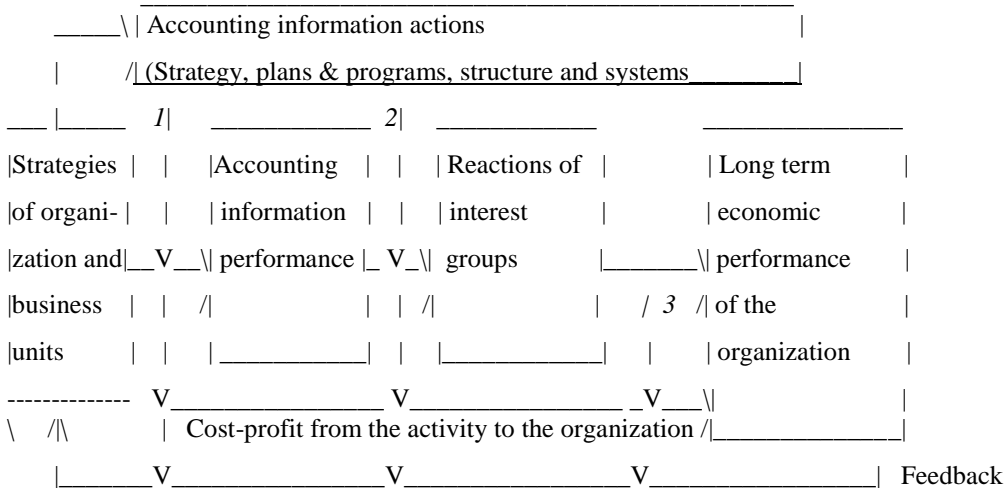 Accounting information actions
(Strategy, plans & programs, structure and systems
1
2
Strategies
of organi-
zation and
business
units
Accounting
information
performance
Reactions of
interest
groups
3
Long term
economic
performance
of the
organization
Cost-profit from the activity to the organization
Feedback